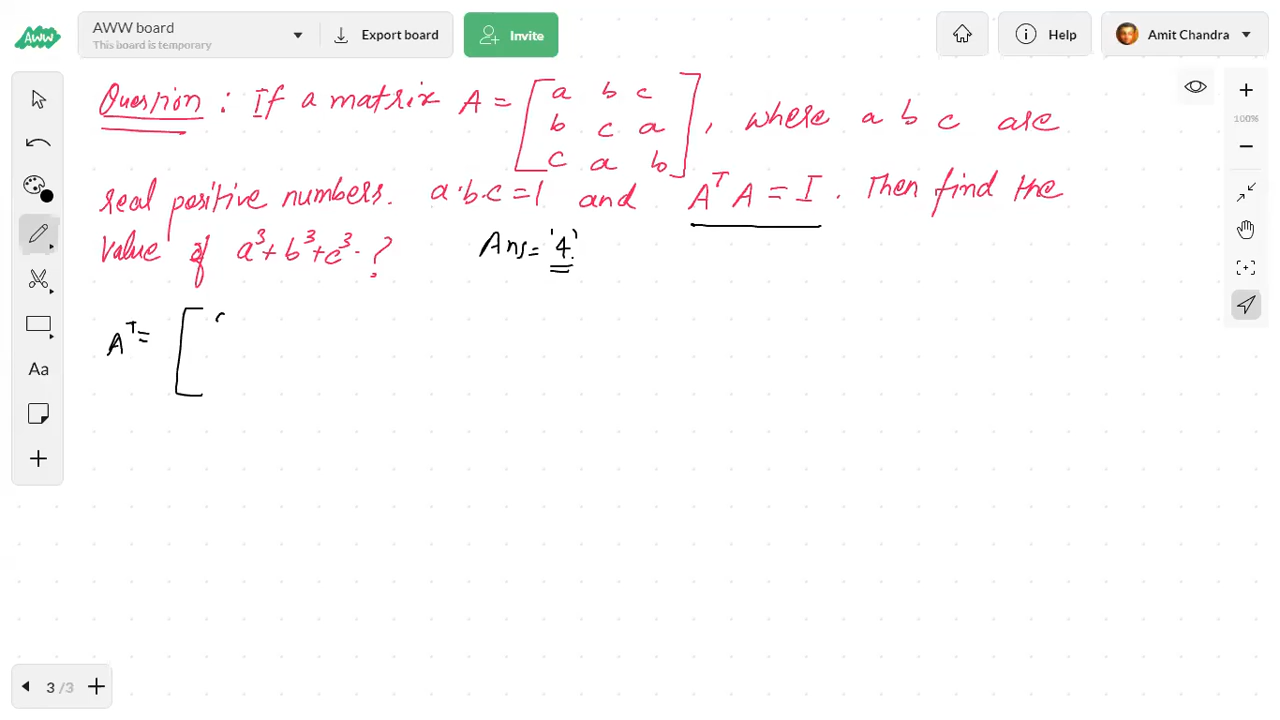 AWW board
This board is temporary
Export board
Invite
Help
Amit Chandra
AWW
Question : If a matrix A = [ a b c
b c a
c a b ] , where a b c are
real positive numbers. a.b.c = 1 and A^T A = I . Then find the
value of a³ + b³ + c³ . ?
Ans = '4'
A^T = [
100%
Aa
3 /3